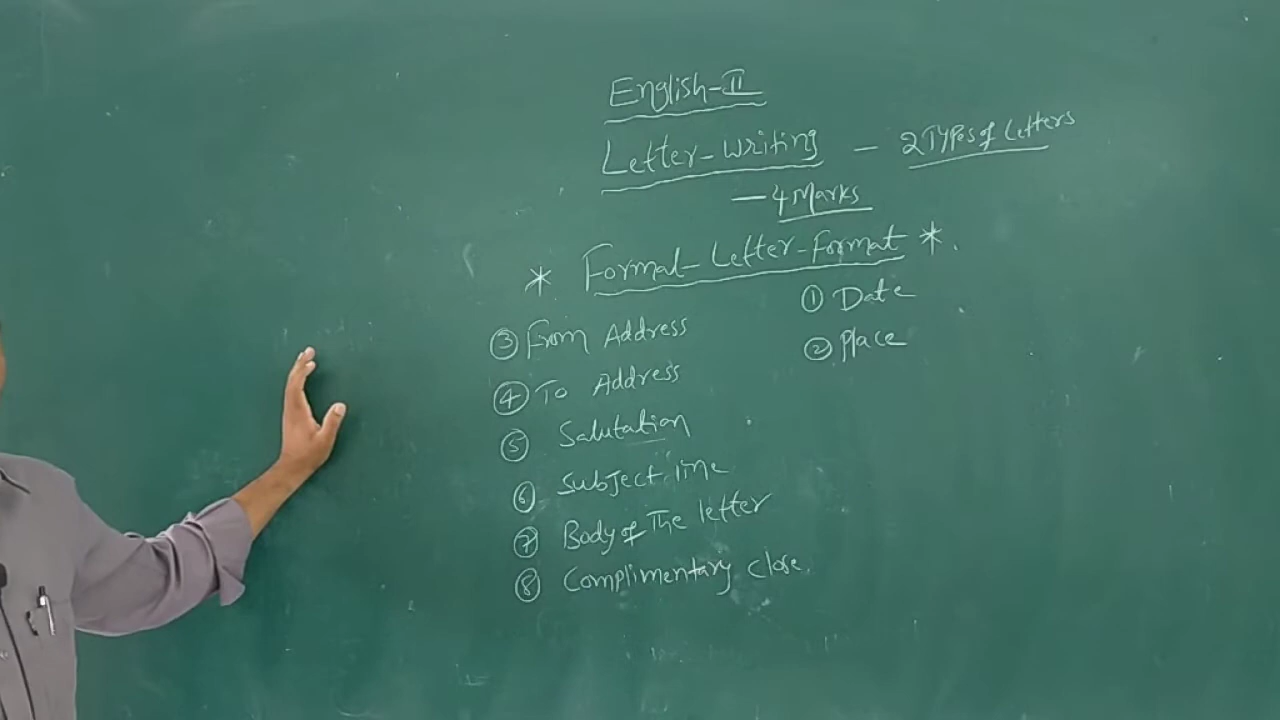 English-II
Letter-Writing - 2 Types of Letters
- 4 Marks
* Formal-Letter-Format *.
① Date
② Place
③ From Address
④ To Address
⑤ Salutation
⑥ Subject line
⑦ Body of The letter
⑧ Complimentary close.